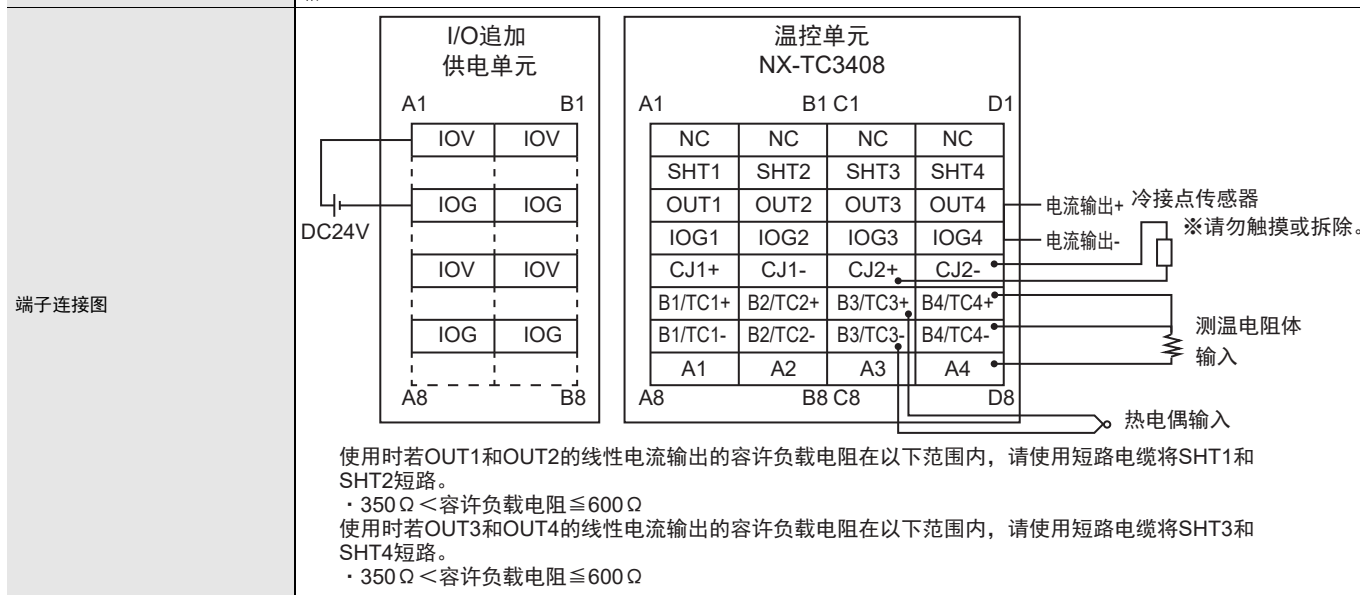 端子连接图
I/O追加
供电单元
A1 B1
IOV IOV
IOG IOG
DC24V
IOV IOV
IOG IOG
A8 B8
温控单元
NX-TC3408
A1 B1 C1 D1
NC NC NC NC
SHT1 SHT2 SHT3 SHT4
OUT1 OUT2 OUT3 OUT4
IOG1 IOG2 IOG3 IOG4
CJ1+ CJ1- CJ2+ CJ2-
B1/TC1+ B2/TC2+ B3/TC3+ B4/TC4+
B1/TC1- B2/TC2- B3/TC3- B4/TC4-
A1 A2 A3 A4
A8 B8 C8 D8
电流输出+
电流输出-
冷接点传感器
※请勿触摸或拆除。
测温电阻体
输入
热电偶输入
使用时若OUT1和OUT2的线性电流输出的容许负载电阻在以下范围内，请使用短路电缆将SHT1和
SHT2短路。
・350Ω＜容许负载电阻≦600Ω
使用时若OUT3和OUT4的线性电流输出的容许负载电阻在以下范围内，请使用短路电缆将SHT3和
SHT4短路。
・350Ω＜容许负载电阻≦600Ω